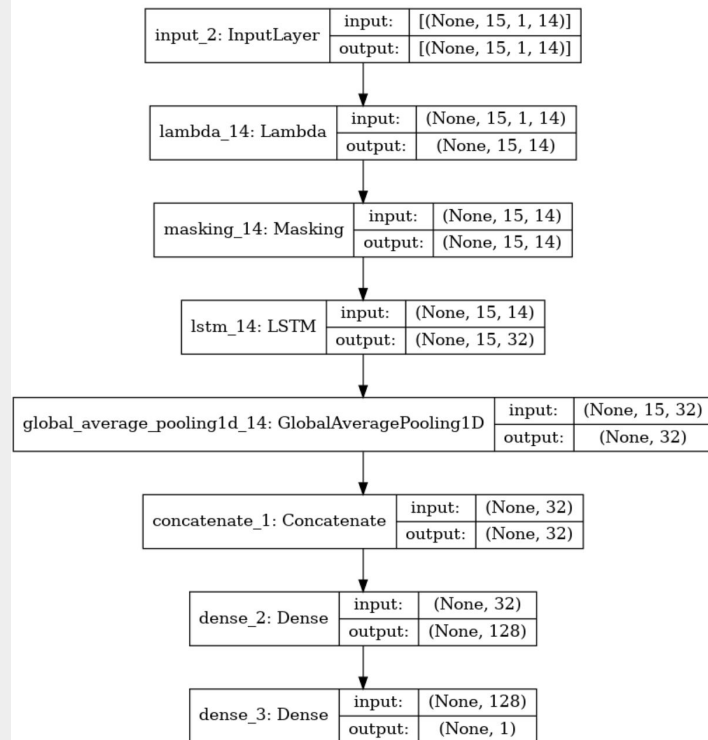 input_2: InputLayer
input: [(None, 15, 1, 14)]
output: [(None, 15, 1, 14)]
lambda_14: Lambda
input: (None, 15, 1, 14)
output: (None, 15, 14)
masking_14: Masking
input: (None, 15, 14)
output: (None, 15, 14)
lstm_14: LSTM
input: (None, 15, 14)
output: (None, 15, 32)
global_average_pooling1d_14: GlobalAveragePooling1D
input: (None, 15, 32)
output: (None, 32)
concatenate_1: Concatenate
input: (None, 32)
output: (None, 32)
dense_2: Dense
input: (None, 32)
output: (None, 128)
dense_3: Dense
input: (None, 128)
output: (None, 1)